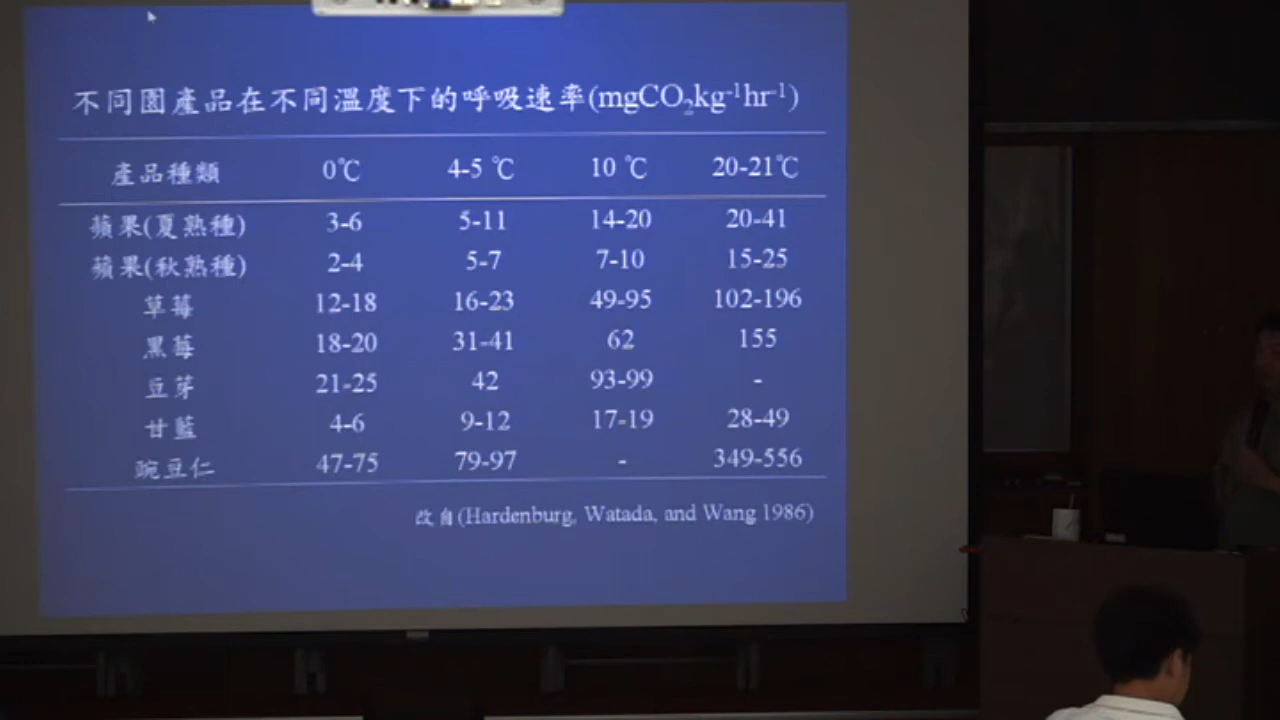 不同園產品在不同溫度下的呼吸速率(mgCO₂kg⁻¹hr⁻¹)
產品種類 0℃ 4-5 ℃ 10 ℃ 20-21℃
蘋果(夏熟種) 3-6 5-11 14-20 20-41
蘋果(秋熟種) 2-4 5-7 7-10 15-25
草莓 12-18 16-23 49-95 102-196
黑莓 18-20 31-41 62 155
豆芽 21-25 42 93-99 -
甘藍 4-6 9-12 17-19 28-49
豌豆仁 47-75 79-97 - 349-556
改自(Hardenburg, Watada, and Wang 1986)